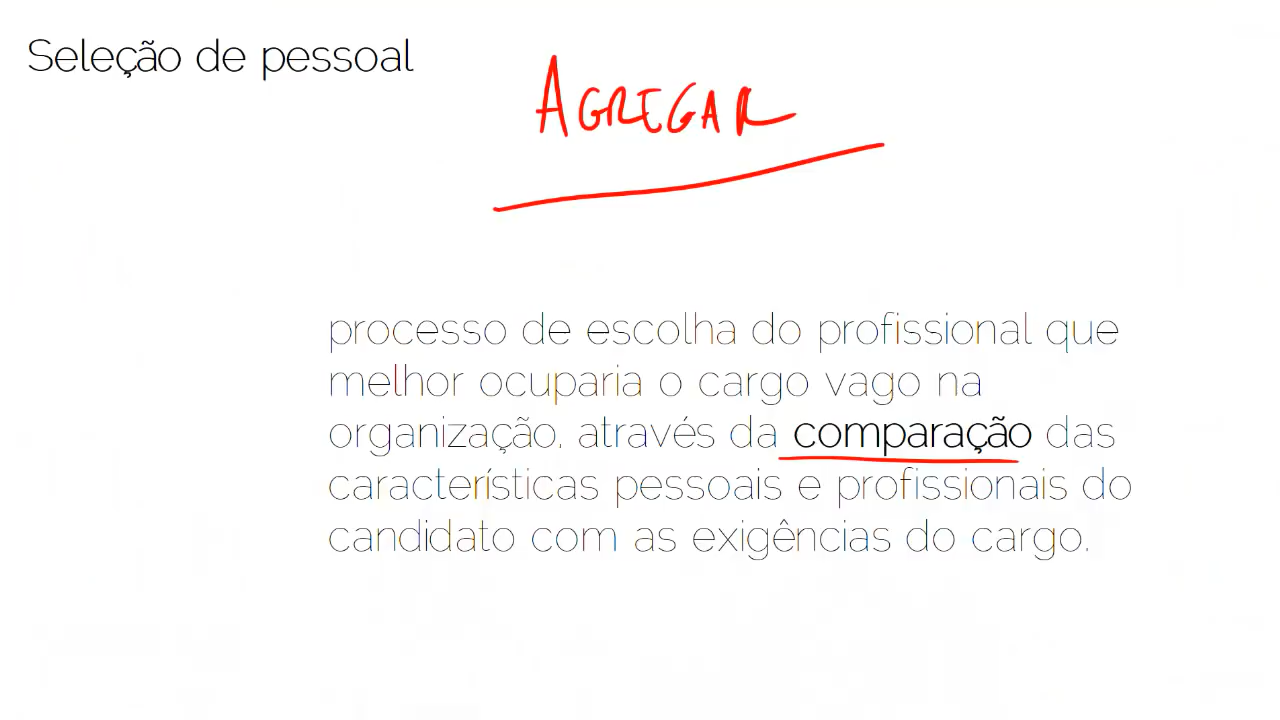 Seleção de pessoal
AGREGAR
processo de escolha do profissional que
melhor ocuparia o cargo vago na
organização, através da comparação das
características pessoais e profissionais do
candidato com as exigências do cargo.